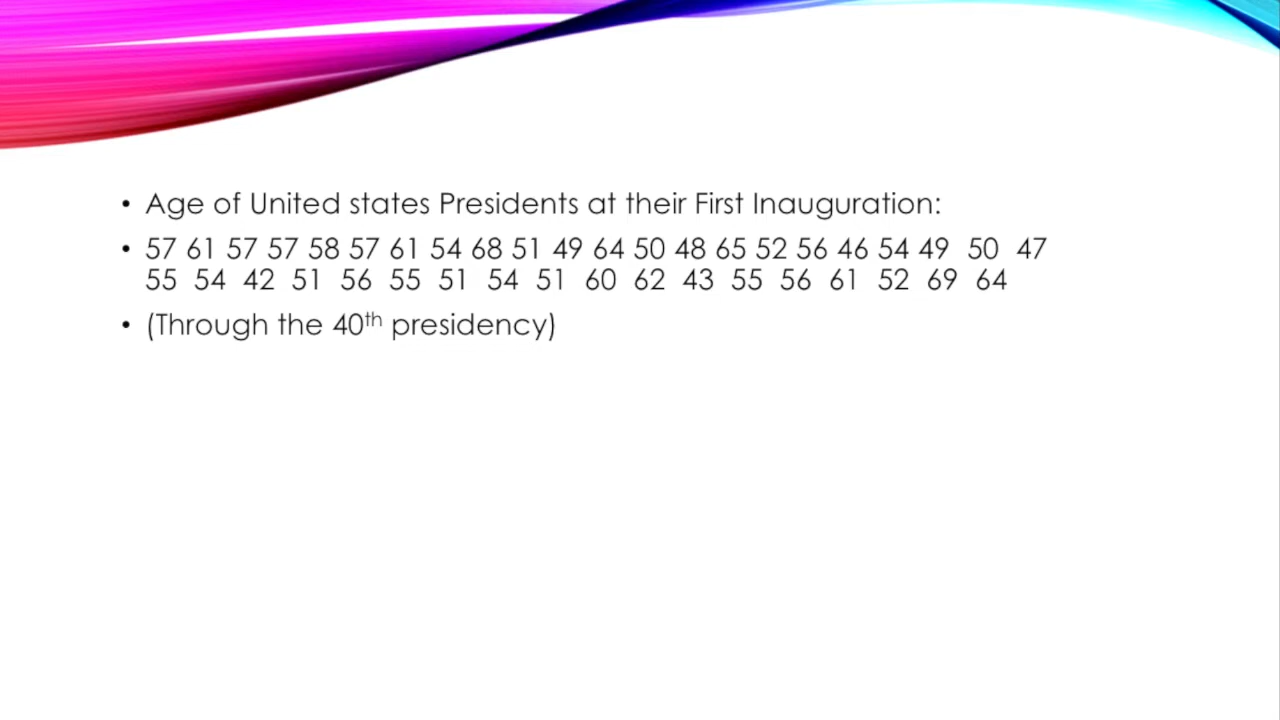 • Age of United states Presidents at their First Inauguration:
• 57 61 57 57 58 57 61 54 68 51 49 64 50 48 65 52 56 46 54 49 50 47
55 54 42 51 56 55 51 54 51 60 62 43 55 56 61 52 69 64
• (Through the 40th presidency)